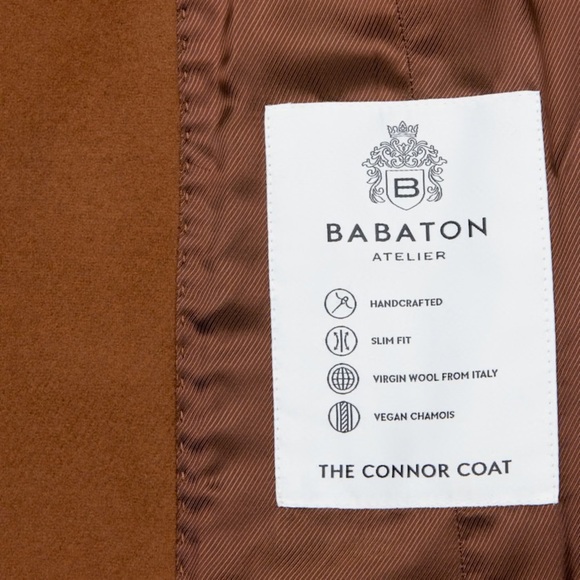 B
BABATON
ATELIER
HANDCRAFTED
SLIM FIT
VIRGIN WOOL FROM ITALY
VEGAN CHAMOIS
THE CONNOR COAT